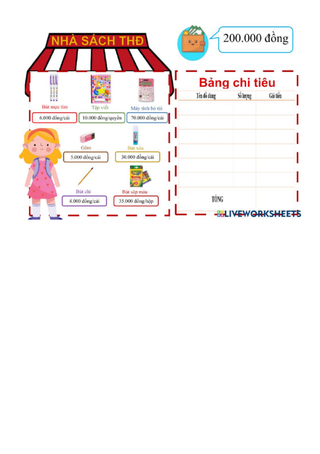 NHÀ SÁCH THĐ
200.000 đồng
Bút mực tím
Tập viết
Máy tính bỏ túi
6.000 đồng/cái
10.000 đồng/quyển
70.000 đồng/cái
Gôm
5.000 đồng/cái
30.000 đồng/cái
Bút chì
Bút sáp màu
4.000 đồng/cái
35.000 đồng/hộp
Bảng chi tiêu
Tên đồ dùng
Số lượng
Giá tiền
TỔNG
LIVEWORKSHEETS